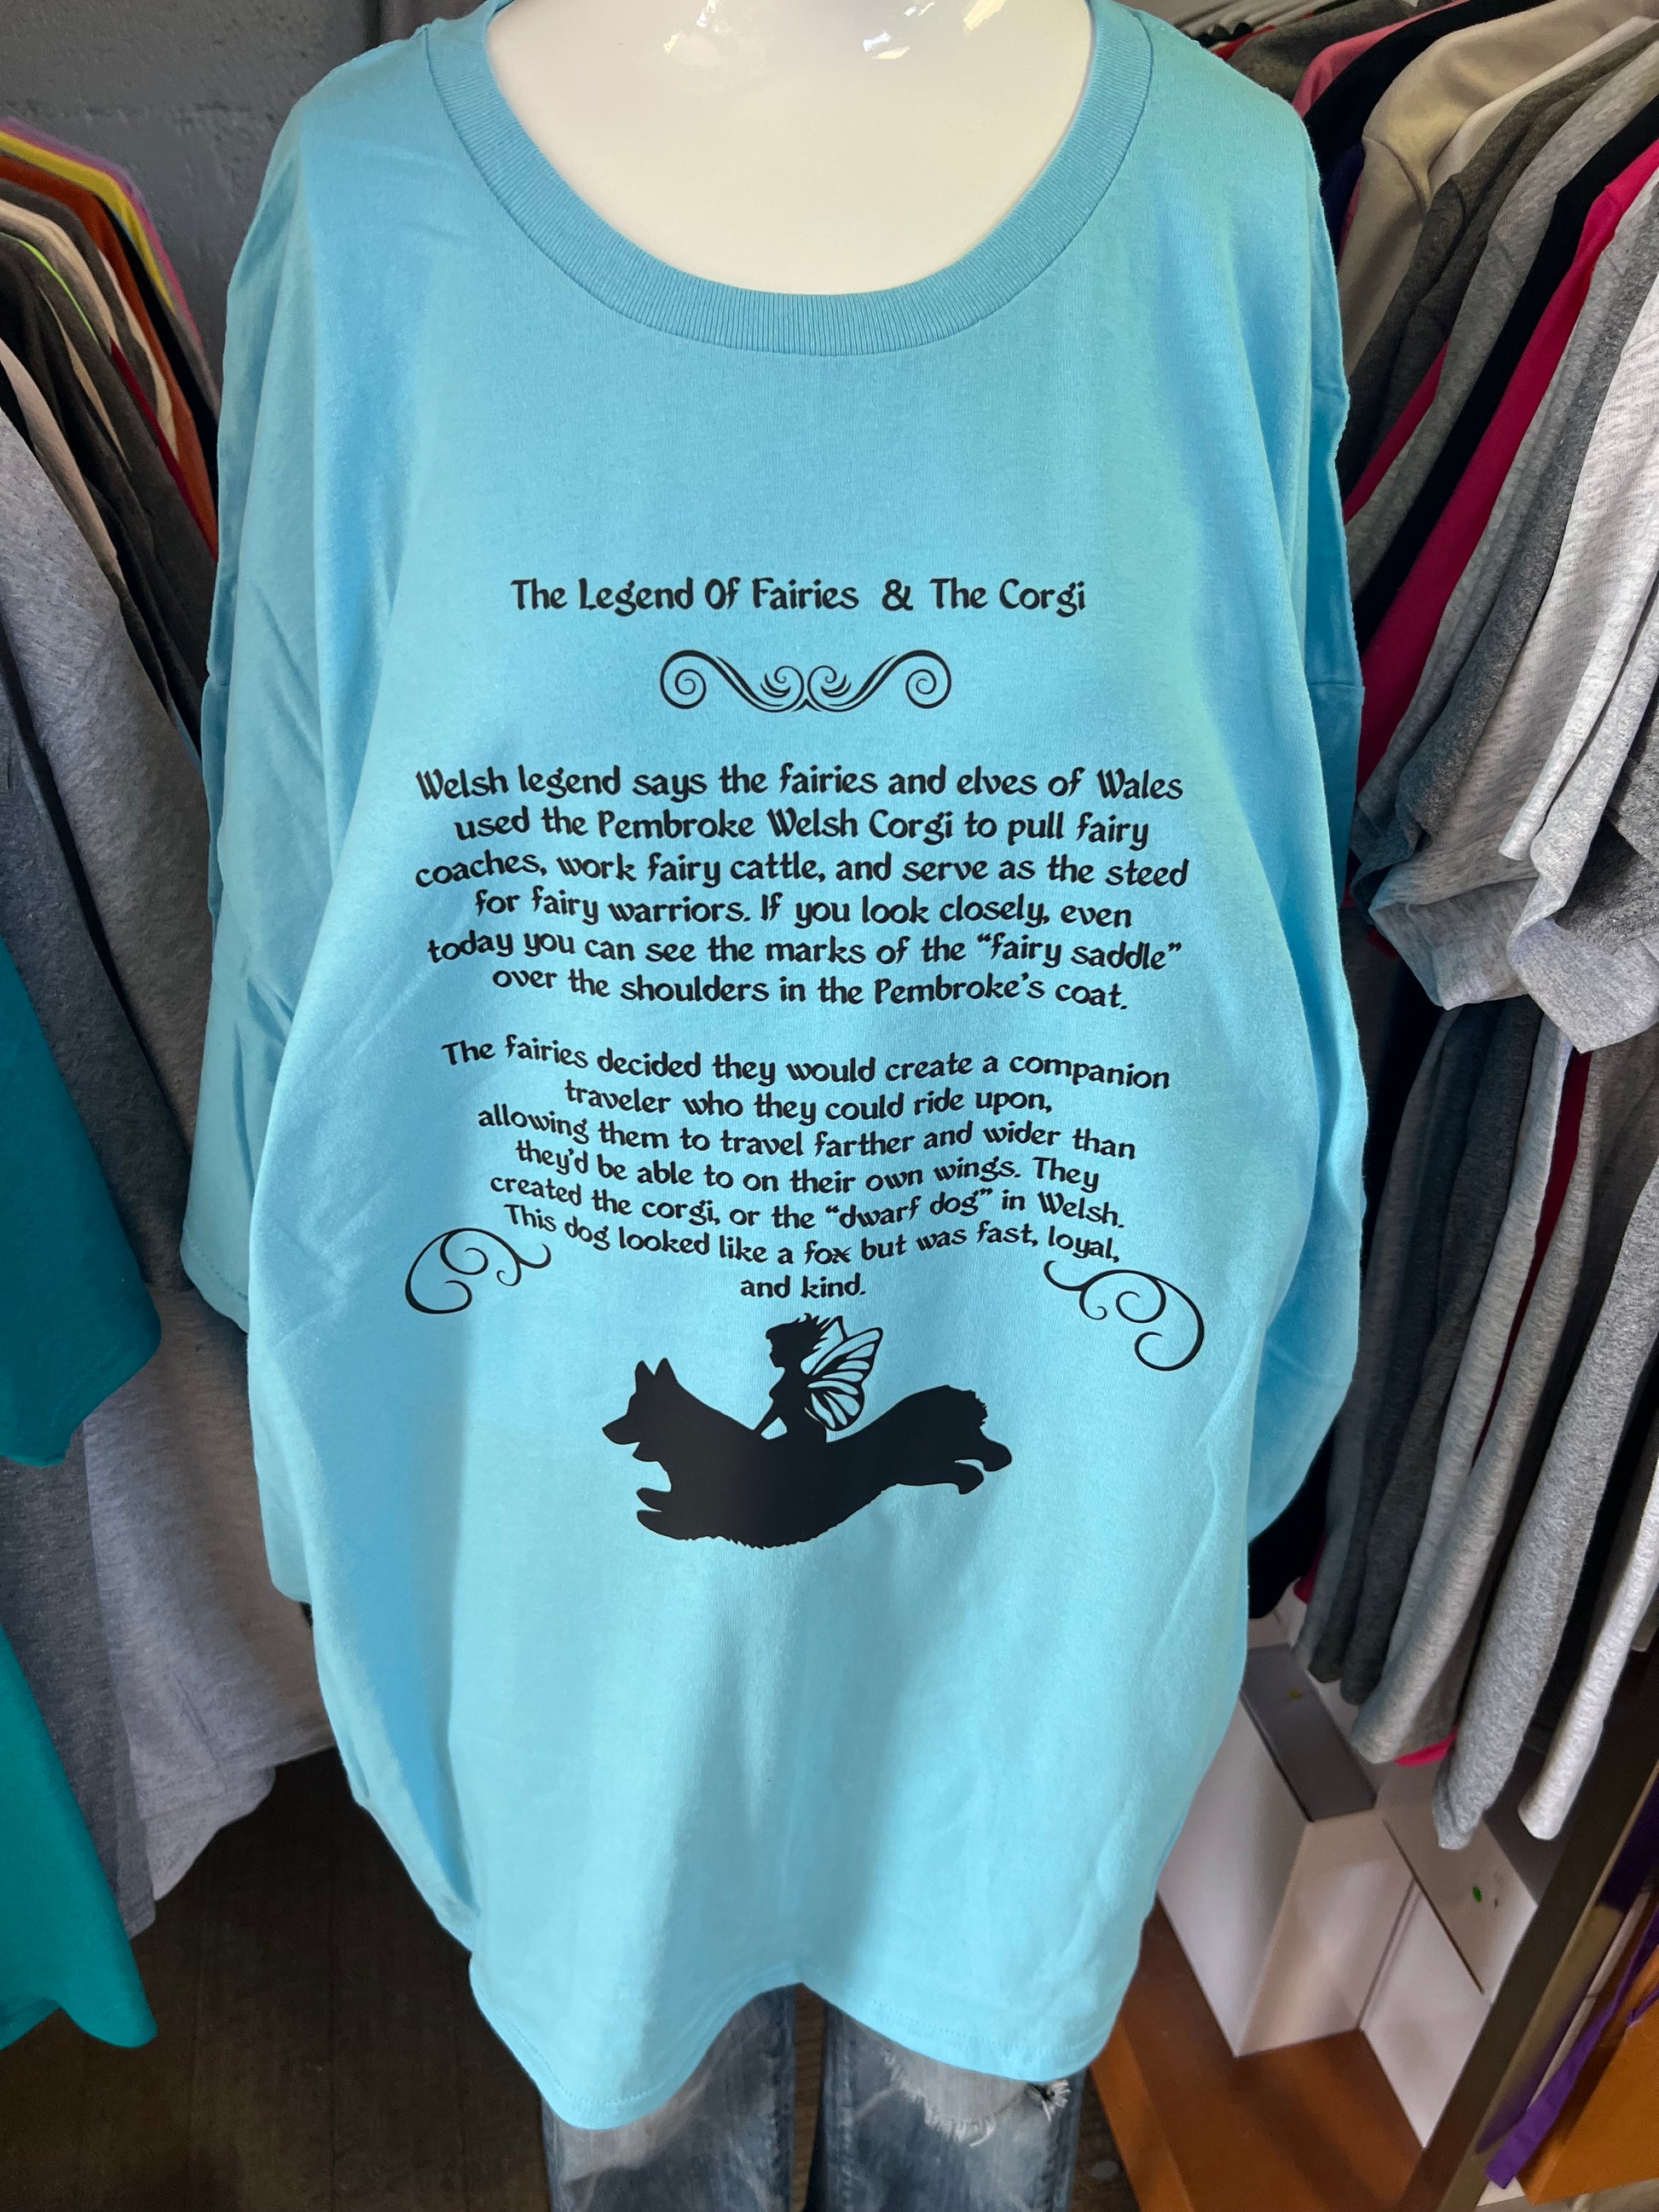 The Legend Of Fairies & The Corgi
Welsh legend says the fairies and elves of Wales
used the Pembroke Welsh Corgi to pull fairy
coaches, work fairy cattle, and serve as the steed
for fairy warriors. If you look closely, even
today you can see the marks of the “fairy saddle”
over the shoulders in the Pembroke’s coat.
The fairies decided they would create a companion
traveler who they could ride upon,
allowing them to travel farther and wider than
they’d be able to on their own wings. They
created the corgi, or the “dwarf dog” in Welsh.
This dog looked like a fox but was fast, loyal,
and kind.